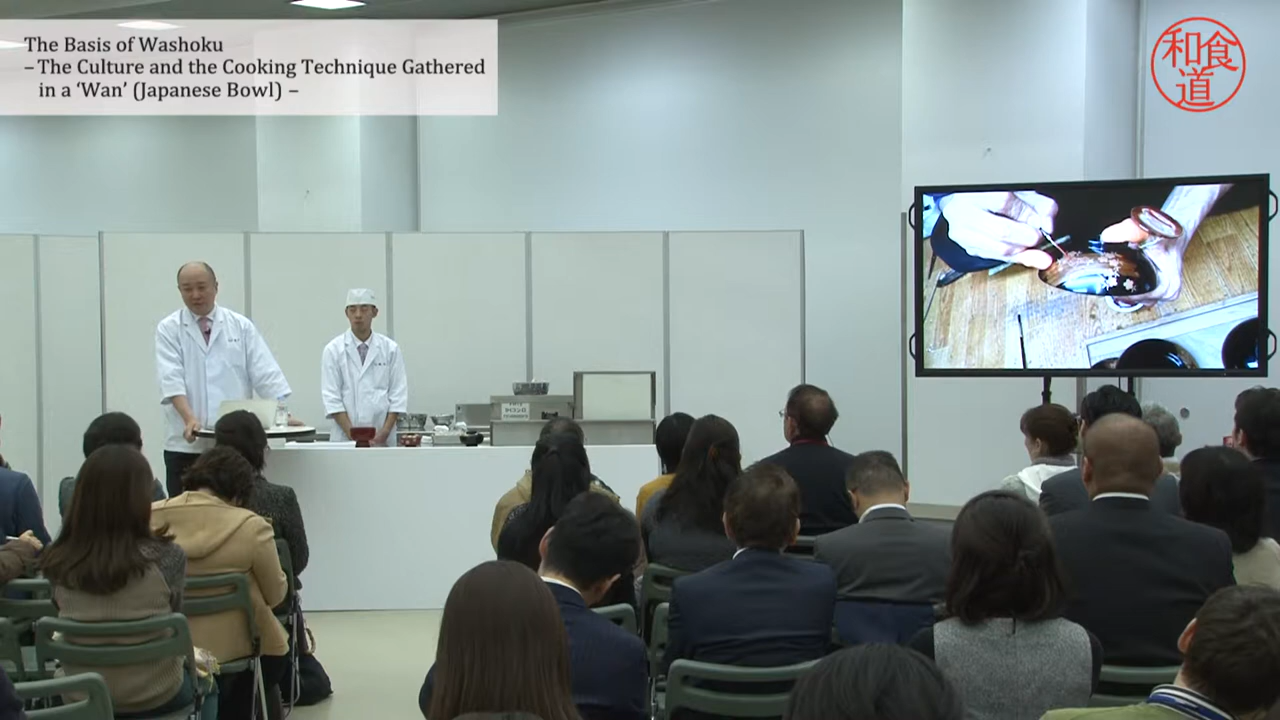 The Basis of Washoku
– The Culture and the Cooking Technique Gathered
in a ‘Wan’ (Japanese Bowl) –
和食
道